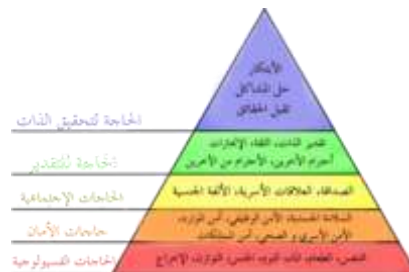 الابتكار
حل المشاكل
تقبل الحقائق
الحاجة لتحقيق الذات
تقدير الذات، الثقة، الإنجازات
احترام الآخرين، الاحترام من الآخرين
الحاجة للتقدير
الصداقة، العلاقات الأسرية، الألفة الجنسية
الحاجات الإجتماعية
السلامة الجسدية، الأمن الوظيفي، أمن الموارد
الأمن الأسري و الصحي، أمن الممتلكات
حاجات الأمان
التنفس، الطعام، الماء، النوم، الجنس، التوازن، الإخراج
الحاجات الفسيولوجية